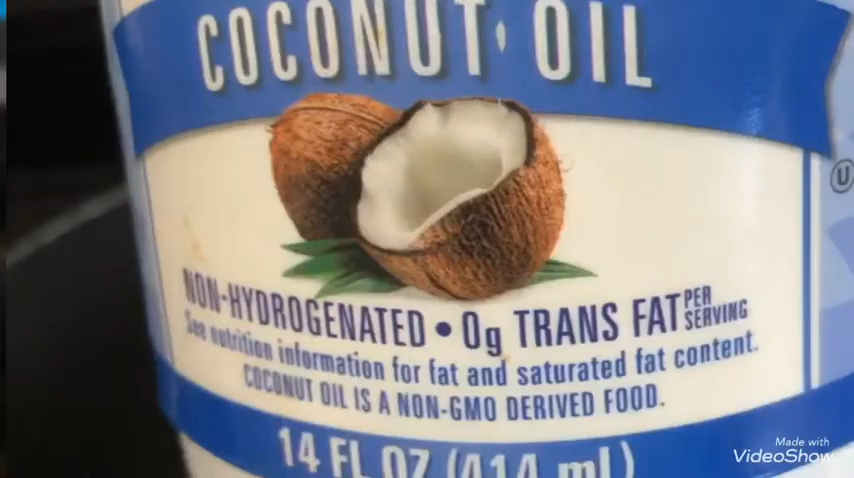 COCONUT OIL
U
NON-HYDROGENATED • 0g TRANS FAT PER SERVING
See nutrition information for fat and saturated fat content.
COCONUT OIL IS A NON-GMO DERIVED FOOD.
14 FL OZ (414 ml)
Made with
VideoShow